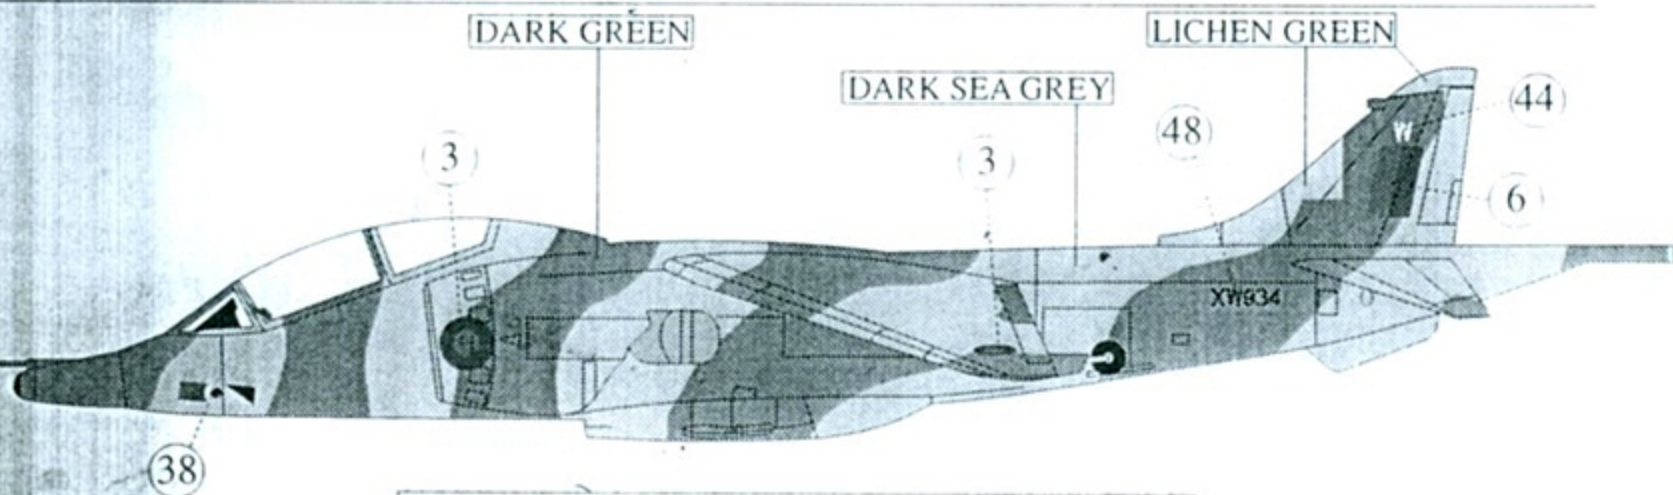 DARK GREEN
LICHEN GREEN
DARK SEA GREY
44
48
3
3
W
6
XW934
38